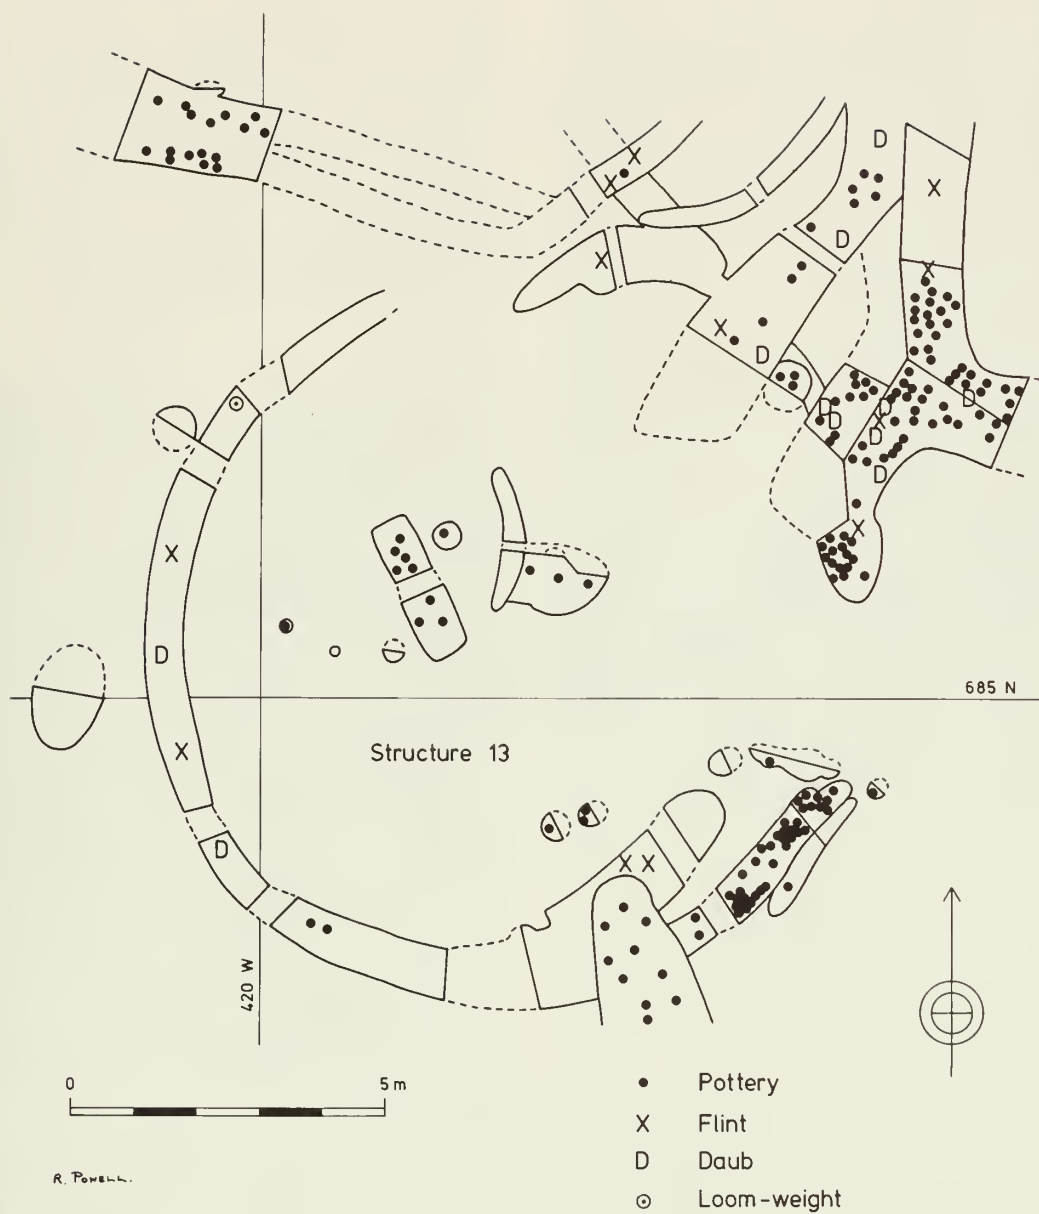 685 N
Structure 13
420 W
0 5 m
Pottery
X Flint
D Daub
Loom-weight
R. POWELL.
D
D
D
D
D
D
D
D
D
D
D
X
X
X
X
X
X
X
X
X
X
X
X